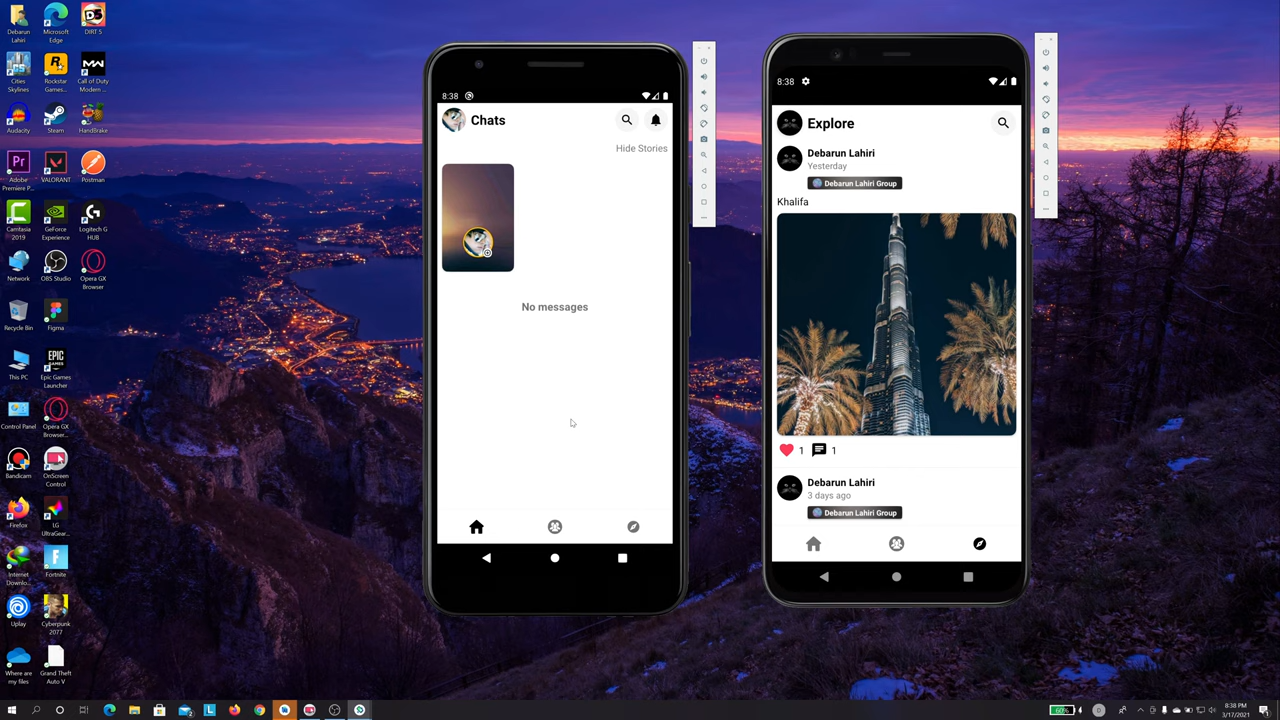 Debarun
Lahiri
Microsoft
Edge
DIRT 5
Cities
Skylines
Rockstar
Games...
Call of Duty
Modern ...
Audacity
Steam
HandBrake
Adobe
Premiere P...
VALORANT
Postman
Camtasia
2019
GeForce
Experience
Logitech G
HUB
Network
OBS Studio
Opera GX
Browser
Recycle Bin
Figma
This PC
Epic Games
Launcher
Control Panel
Opera GX
Browser...
Bandicam
OnScreen
Control
Firefox
LG
UltraGear...
Internet
Downlo...
Fortnite
Uplay
Cyberpunk
2077
Where are
my files
Grand Theft
Auto V
8:38
Chats
Hide Stories
No messages
8:38
Explore
Debarun Lahiri
Yesterday
Debarun Lahiri Group
Khalifa
1 1
Debarun Lahiri
3 days ago
Debarun Lahiri Group
60%
8:38 PM
3/17/2021